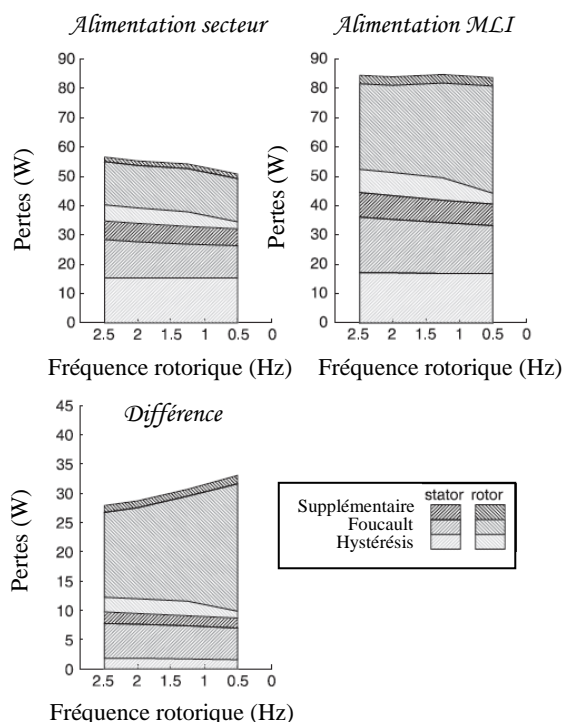 Alimentation secteur
Pertes (W)
90
80
70
60
50
40
30
20
10
0
2.5 2 1.5 1 0.5 0
Fréquence rotorique (Hz)
Alimentation MLI
Pertes (W)
90
80
70
60
50
40
30
20
10
0
2.5 2 1.5 1 0.5 0
Fréquence rotorique (Hz)
Différence
Pertes (W)
45
40
35
30
25
20
15
10
5
0
2.5 2 1.5 1 0.5 0
Fréquence rotorique (Hz)
stator rotor
Supplémentaire
Foucault
Hystérésis